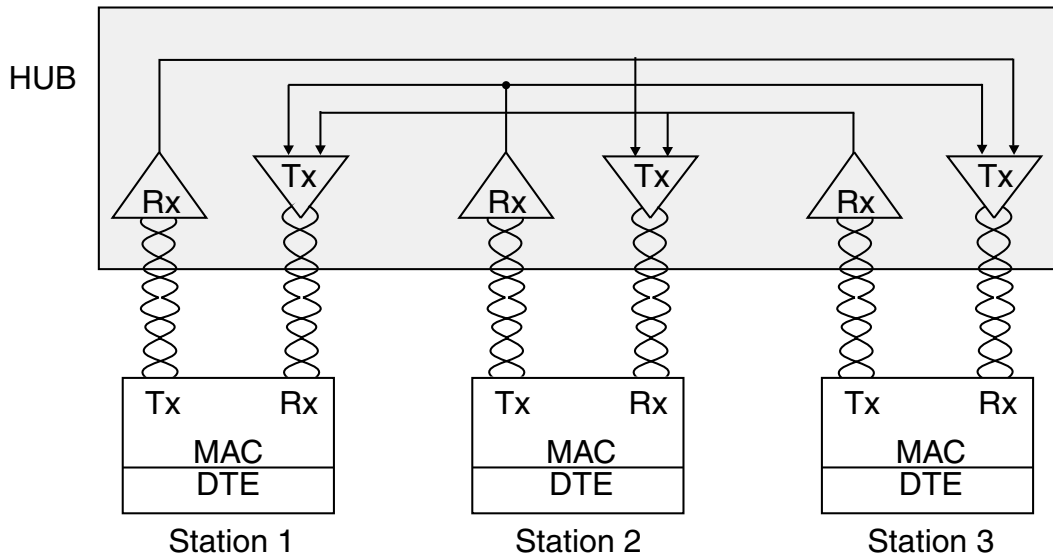 HUB
Rx Tx Rx Tx Rx Tx
Tx Rx Tx Rx Tx Rx
MAC MAC MAC
DTE DTE DTE
Station 1 Station 2 Station 3